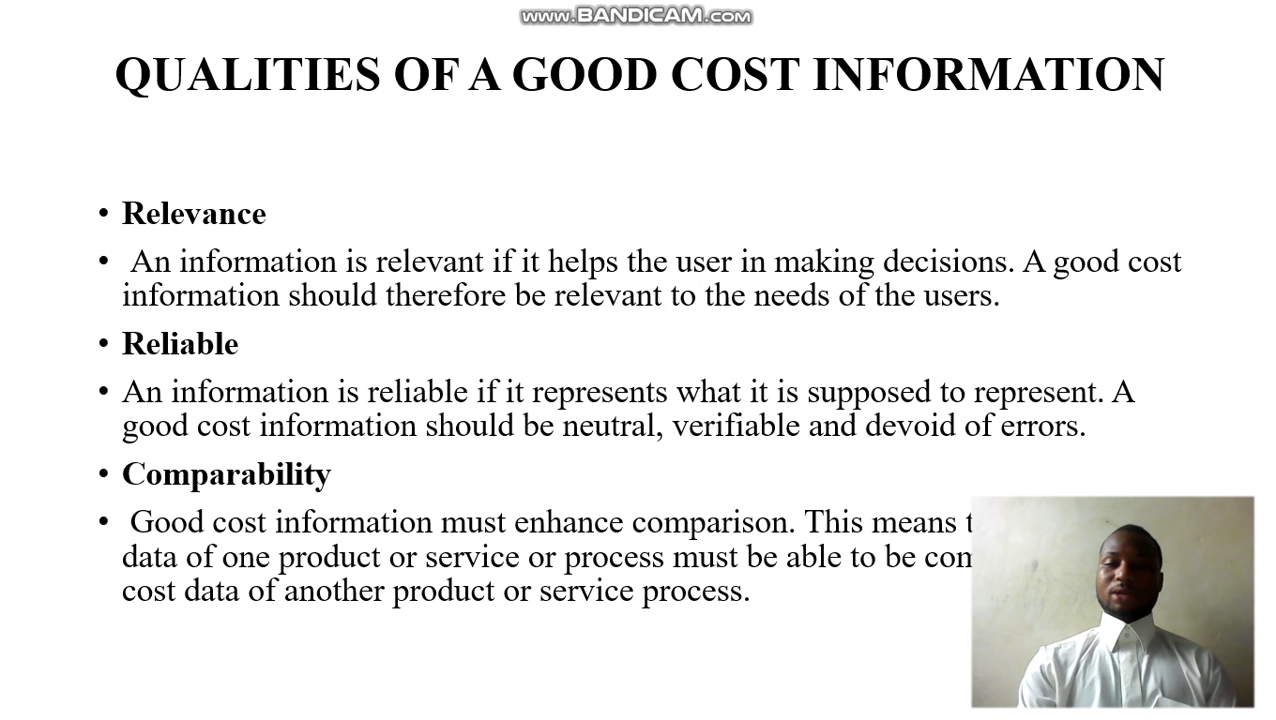 www.BANDICAM.com
QUALITIES OF A GOOD COST INFORMATION
• Relevance
• An information is relevant if it helps the user in making decisions. A good cost
information should therefore be relevant to the needs of the users.
• Reliable
• An information is reliable if it represents what it is supposed to represent. A
good cost information should be neutral, verifiable and devoid of errors.
• Comparability
• Good cost information must enhance comparison. This means
data of one product or service or process must be able to be
cost data of another product or service process.